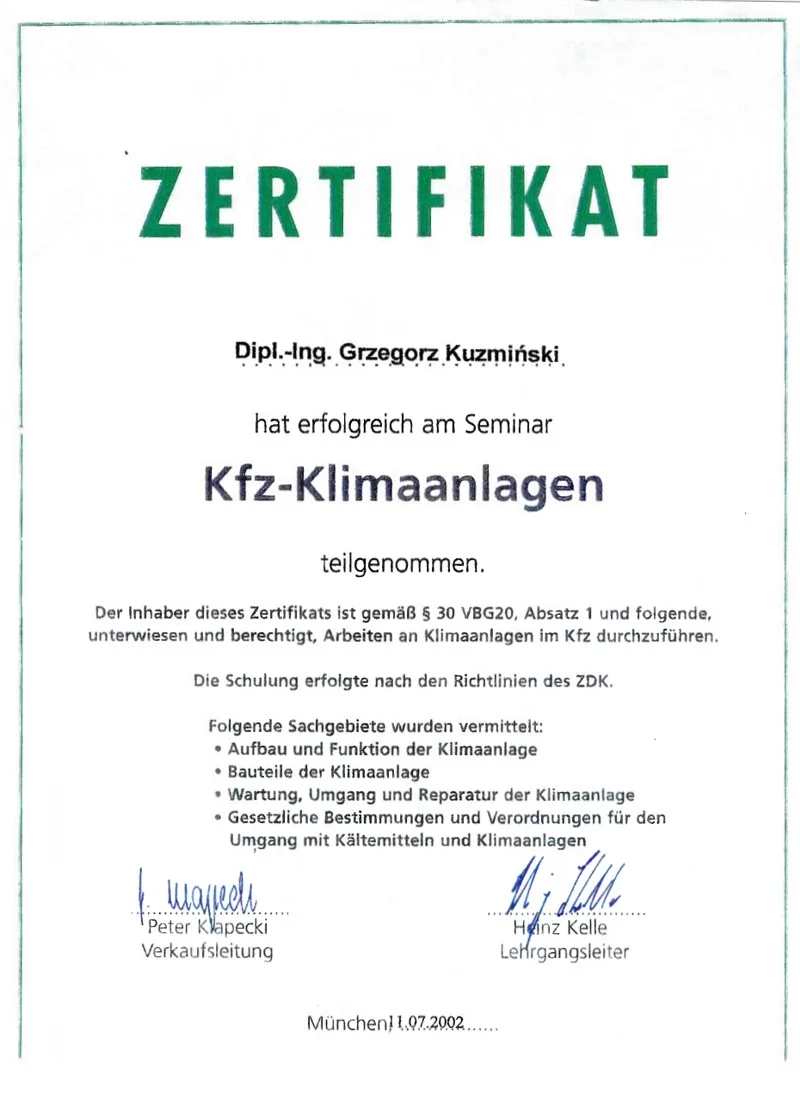 ZERTIFIKAT
Dipl.-Ing. Grzegorz Kuzmiński
hat erfolgreich am Seminar
Kfz-Klimaanlagen
teilgenommen.
Der Inhaber dieses Zertifikats ist gemäß § 30 VBG20, Absatz 1 und folgende,
unterwiesen und berechtigt, Arbeiten an Klimaanlagen im Kfz durchzuführen.
Die Schulung erfolgte nach den Richtlinien des ZDK.
Folgende Sachgebiete wurden vermittelt:
• Aufbau und Funktion der Klimaanlage
• Bauteile der Klimaanlage
• Wartung, Umgang und Reparatur der Klimaanlage
• Gesetzliche Bestimmungen und Verordnungen für den
Umgang mit Kältemitteln und Klimaanlagen
Peter Klapecki Heinz Kelle
Verkaufsleitung Lehrgangsleiter
München, 11.07.2002......